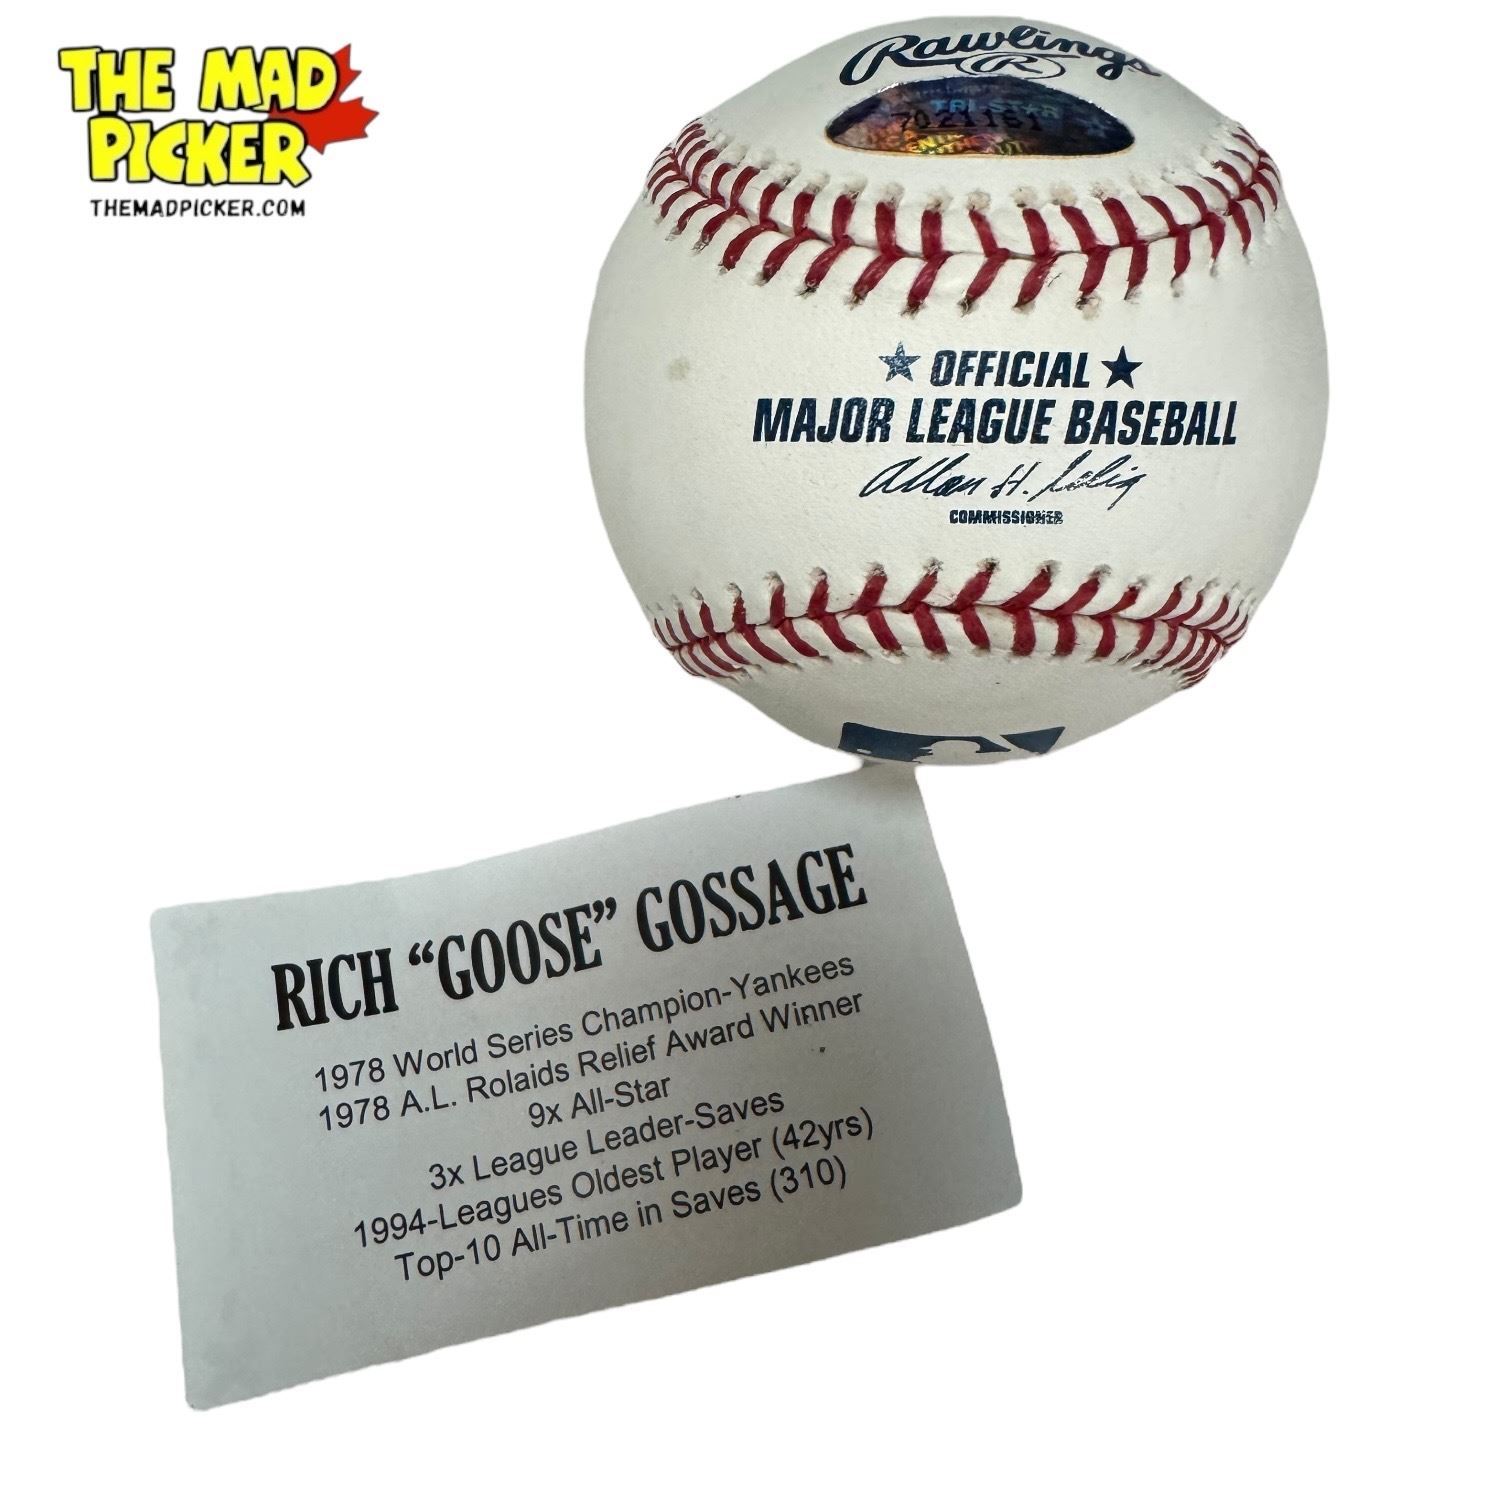 THE MAD
PICKER
THEMADPICKER.COM
Rawlings
R
TRI-STAR
7021161
OFFICIAL
MAJOR LEAGUE BASEBALL
Allan H. Selig
COMMISSIONER
RICH “GOOSE” GOSSAGE
1978 World Series Champion-Yankees
1978 A.L. Rolaids Relief Award Winner
9x All-Star
3x League Leader-Saves
1994-Leagues Oldest Player (42yrs)
Top-10 All-Time in Saves (310)